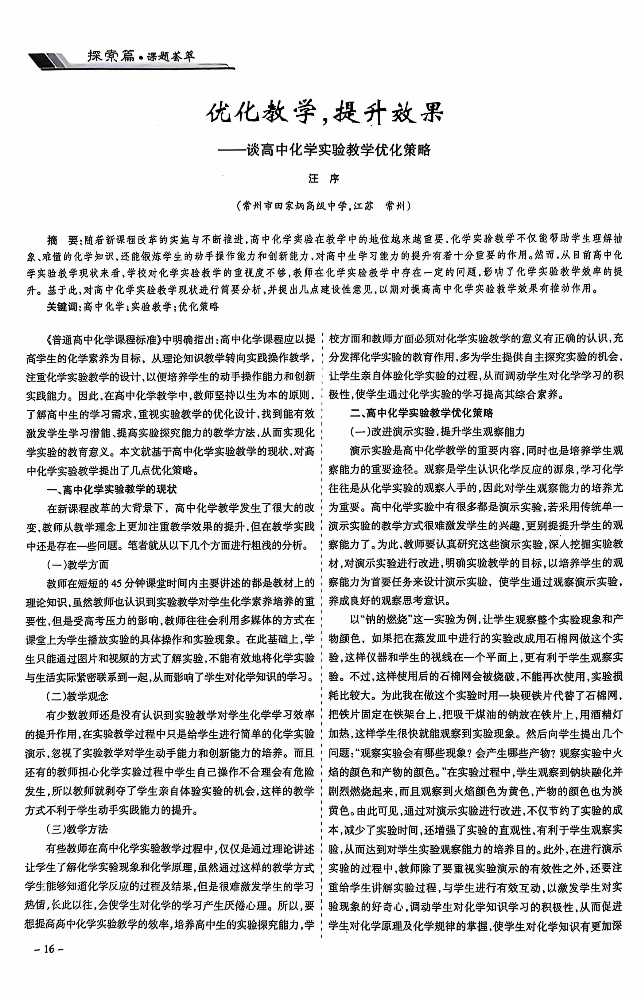 探索篇·课题荟萃
优化教学,提升效果
——谈高中化学实验教学优化策略
汪 序
(常州市田家炳高级中学,江苏 常州)
摘 要:随着新课程改革的实施与不断推进,高中化学实验在教学中的地位越来越重要,化学实验教学不仅能帮助学生理解抽
象、难懂的化学知识,还能锻炼学生的动手操作能力和创新能力,对高中生学习能力的提升有着十分重要的作用。然而,从目前高中化
学实验教学现状来看,学校对化学实验教学的重视度不够,教师在化学实验教学中存在一定的问题,影响了化学实验教学效率的提
升。基于此,对高中化学实验教学现状进行简要分析,并提出几点建设性意见,以期对提高高中化学实验教学效果有推动作用。
关键词:高中化学;实验教学;优化策略
《普通高中化学课程标准》中明确指出:高中化学课程应以提
高学生的化学素养为目标，从理论知识教学转向实践操作教学,
注重化学实验教学的设计,以便培养学生的动手操作能力和创新
实践能力。因此,在高中化学教学中,教师坚持以生为本的原则,
了解高中生的学习需求,重视实验教学的优化设计,找到能有效
激发学生学习潜能、提高实验探究能力的教学方法,从而实现化
学实验的教育意义。本文就基于高中化学实验教学的现状,对高
中化学实验教学提出了几点优化策略。
一、高中化学实验教学的现状
在新课程改革的大背景下，高中化学教学发生了很大的改
变,教师从教学理念上更加注重教学效果的提升,但在教学实践
中还是存在一些问题。笔者就从以下几个方面进行粗浅的分析。
(一)教学方面
教师在短短的 45 分钟课堂时间内主要讲述的都是教材上的
理论知识,虽然教师也认识到实验教学对学生化学素养培养的重
要性,但是受高考压力的影响,教师往往会利用多媒体的方式在
课堂上为学生播放实验的具体操作和实验现象。在此基础上,学
生只能通过图片和视频的方式了解实验,不能有效地将化学实验
与生活实际紧密联系到一起,从而影响了学生对化学知识的学习。
(二)教学观念
有少数教师还是没有认识到实验教学对学生化学学习效率
的提升作用,在实验教学过程中只是给学生进行简单的化学实验
演示,忽视了实验教学对学生动手能力和创新能力的培养。而且
还有的教师担心化学实验过程中学生自己操作不合理会有危险
发生,所以教师就剥夺了学生亲自体验实验的机会,这样的教学
方式不利于学生动手实践能力的提升。
(三)教学方法
有些教师在高中化学实验教学过程中,仅仅是通过理论讲述
让学生了解化学实验现象和化学原理,虽然通过这样的教学方式
学生能够知道化学反应的过程及结果,但是很难激发学生的学习
热情,长此以往,会使学生对化学的学习产生厌倦心理。所以,要
想提高高中化学实验教学的效率,培养高中生的实验探究能力,学
校方面和教师方面必须对化学实验教学的意义有正确的认识,充
分发挥化学实验的教育作用,多为学生提供自主探究实验的机会,
让学生亲自体验化学实验的过程,从而调动学生对化学学习的积
极性,使学生通过化学实验的学习提高其综合素养。
二、高中化学实验教学优化策略
(一)改进演示实验,提升学生观察能力
演示实验是高中化学教学的重要内容,同时也是培养学生观
察能力的重要途径。观察是学生认识化学反应的源泉,学习化学
往往是从化学实验的观察入手的,因此对学生观察能力的培养尤
为重要。高中化学实验中有很多都是演示实验,若采用传统单一
演示实验的教学方式很难激发学生的兴趣,更别提提升学生的观
察能力了。为此,教师要认真研究这些演示实验,深入挖掘实验教
材,对演示实验进行改进,明确实验教学的目标,以培养学生的观
察能力为首要任务来设计演示实验，使学生通过观察演示实验,
养成良好的观察思考意识。
以“钠的燃烧”这一实验为例,让学生观察整个实验现象和产
物颜色，如果把在蒸发皿中进行的实验改成用石棉网做这个实
验,这样仪器和学生的视线在一个平面上,更有利于学生观察实
验。不过,这样使用后的石棉网会被烧破,不能再次使用,实验损
耗比较大。为此我在做这个实验时用一块硬铁片代替了石棉网,
把铁片固定在铁架台上,把吸干煤油的钠放在铁片上,用酒精灯
加热,这样学生很快就能观察到实验现象。然后向学生提出几个
问题:“观察实验会有哪些现象？会产生哪些产物？观察实验中火
焰的颜色和产物的颜色。”在实验过程中,学生观察到钠块融化并
剧烈燃烧起来,而且观察到火焰颜色为黄色,产物的颜色也为淡
黄色。由此可见,通过对演示实验进行改进,不仅节约了实验的成
本,减少了实验时间,还增强了实验的直观性,有利于学生观察实
验,从而达到对学生实验观察能力的培养目的。此外,在进行演示
实验的过程中,教师除了要重视实验演示的有效性之外,还要注
重给学生讲解实验过程,与学生进行有效互动,以激发学生对实
验现象的好奇心,调动学生对化学知识学习的积极性,从而促进
学生对化学原理及化学规律的掌握,使学生对化学知识有更加深
- 16 -